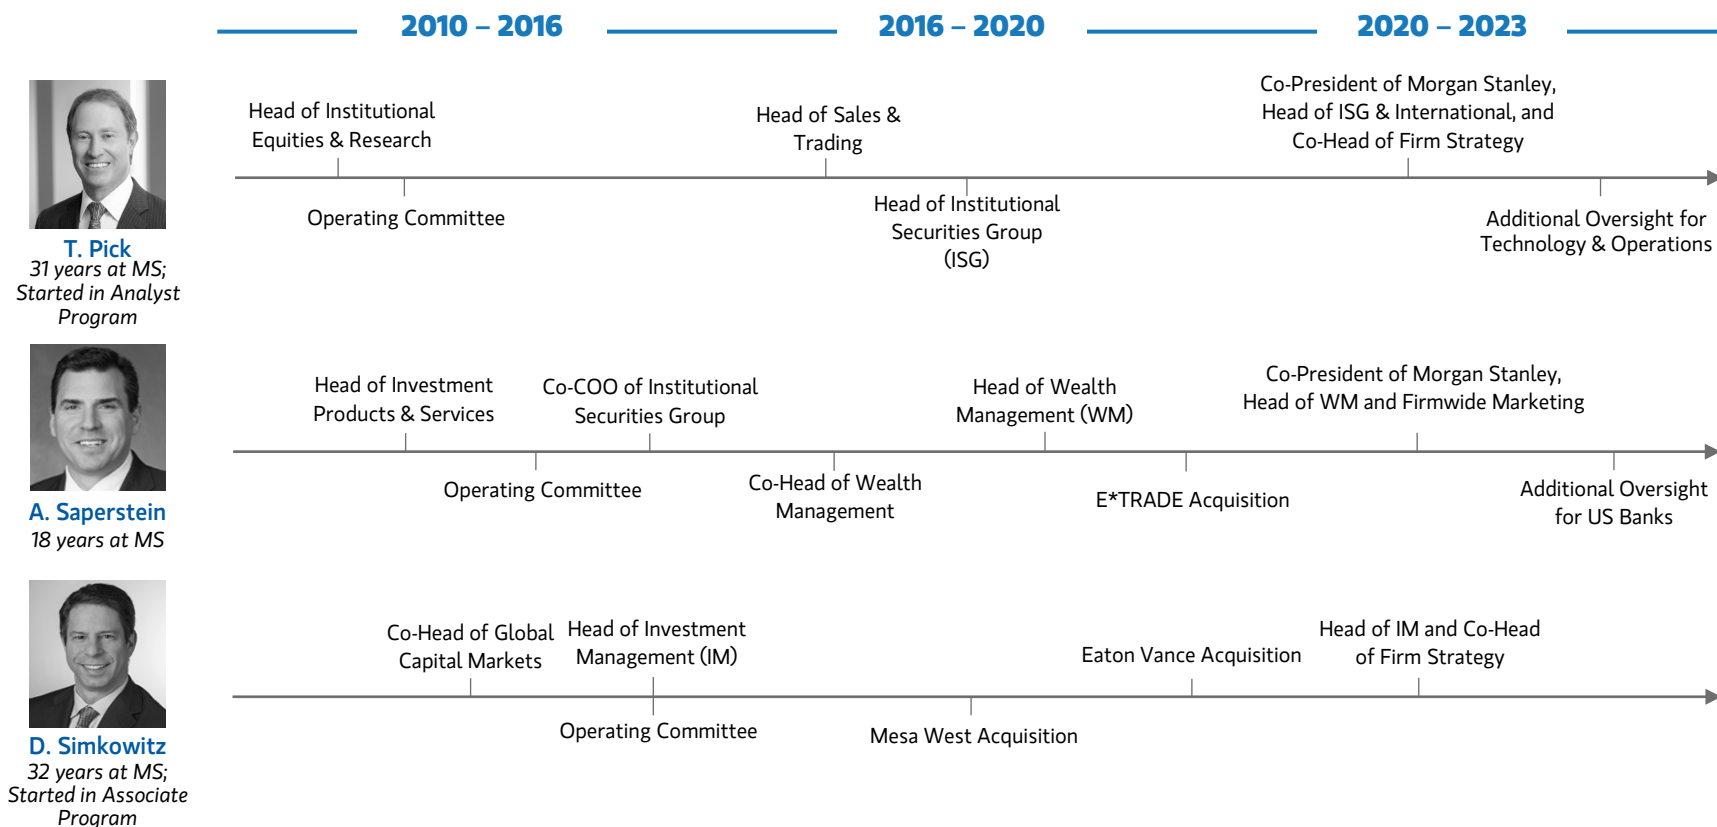 2010 – 2016
2016 – 2020
2020 – 2023
Head of Institutional
Equities & Research
Operating Committee
Head of Sales &
Trading
Head of Institutional
Securities Group
(ISG)
Co-President of Morgan Stanley,
Head of ISG & International, and
Co-Head of Firm Strategy
Additional Oversight for
Technology & Operations
T. Pick
31 years at MS;
Started in Analyst
Program
Head of Investment
Products & Services
Operating Committee
Co-COO of Institutional
Securities Group
Co-Head of Wealth
Management
Head of Wealth
Management (WM)
E*TRADE Acquisition
Co-President of Morgan Stanley,
Head of WM and Firmwide Marketing
Additional Oversight
for US Banks
A. Saperstein
18 years at MS
Co-Head of Global
Capital Markets
Head of Investment
Management (IM)
Operating Committee
Mesa West Acquisition
Eaton Vance Acquisition
Head of IM and Co-Head
of Firm Strategy
D. Simkowitz
32 years at MS;
Started in Associate
Program